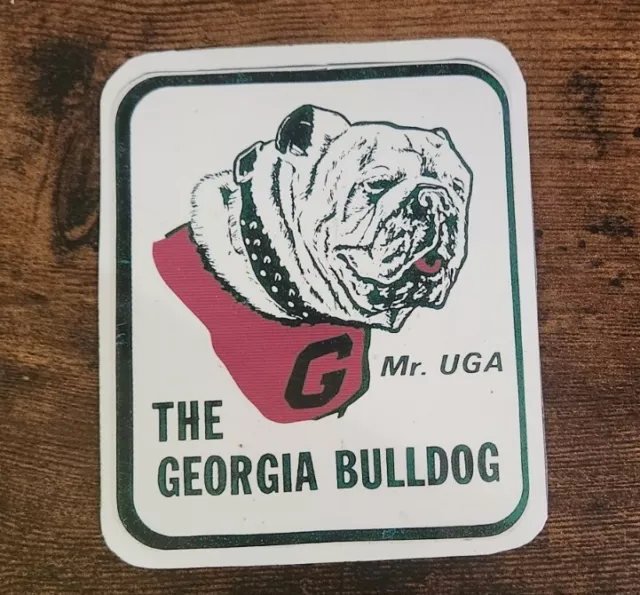 G
Mr. UGA
THE
GEORGIA BULLDOG